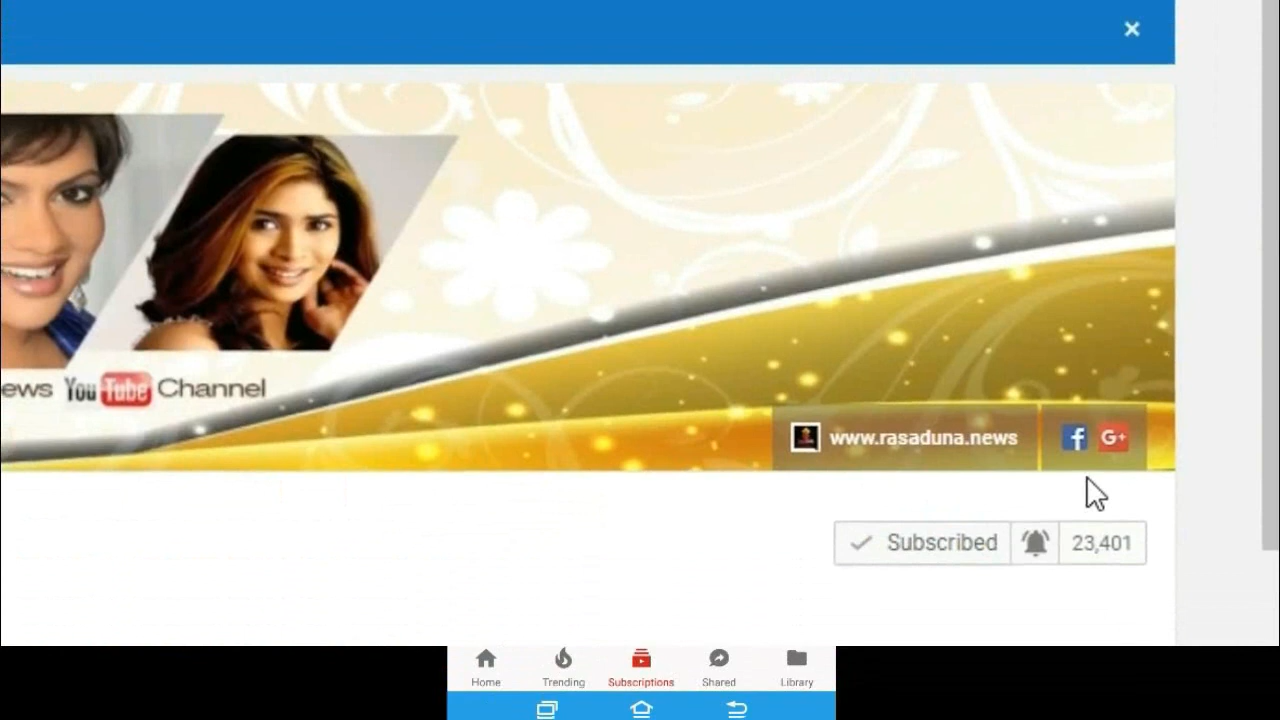 ews YouTube Channel
www.rasaduna.news
f G+
Subscribed 23,401
Home Trending Subscriptions Shared Library